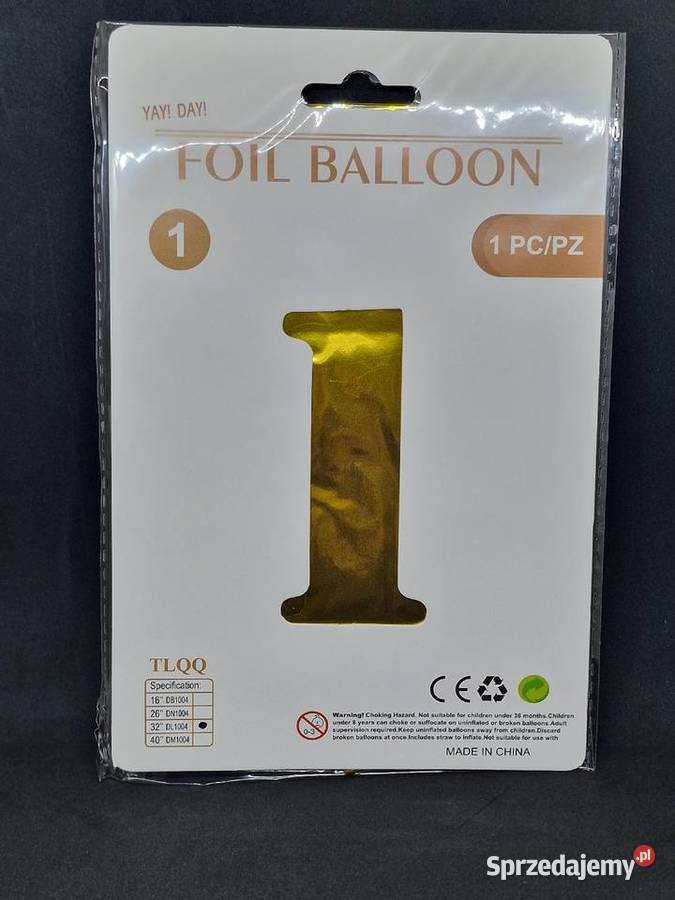 YAY! DAY!
FOIL BALLOON
1
1 PC/PZ
1
TLQQ
Specification:
16" DB1004
26" DN1004
32" DL1004
40" DM1004
CE
0-3
Warning! Choking Hazard. Not suitable for children under 36 months.Children
under 8 years can choke or suffocate on uninflated or broken balloons.Adult
supervision required.Keep uninflated balloons away from children.Discard
broken balloons at once.Includes straw to inflate.Not suitable for use with
MADE IN CHINA
Sprzedajemy.pl